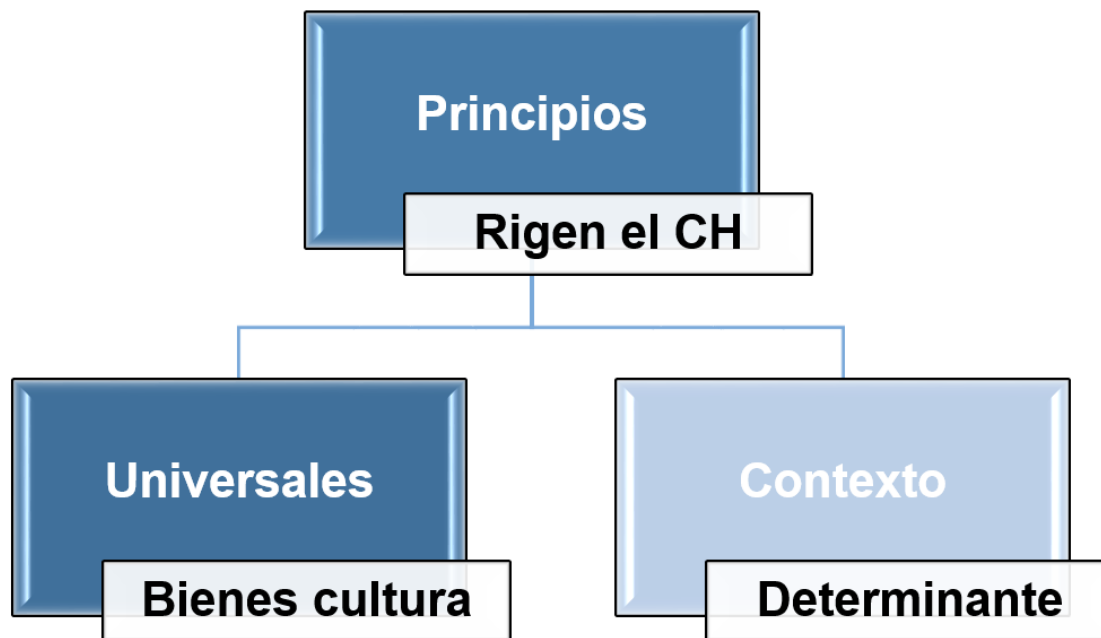 Principios
Rigen el CH
Universales
Contexto
Bienes cultura
Determinante